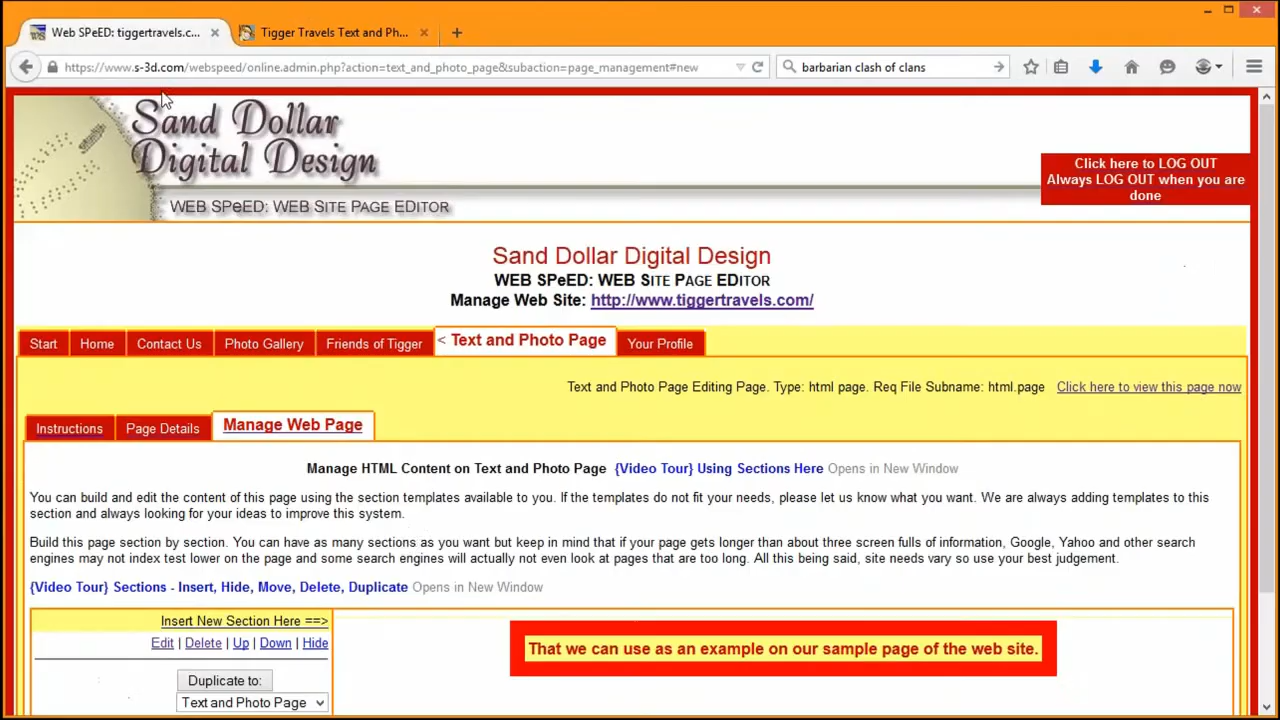 Web SPeED: tiggertravels.c...
Tigger Travels Text and Ph...
https://www.s-3d.com/webspeed/online.admin.php?action=text_and_photo_page&subaction=page_management#new
barbarian clash of clans
Sand Dollar
Digital Design
WEB SPeED: WEB SITE PAGE EDITOR
Click here to LOG OUT
Always LOG OUT when you are
done
Sand Dollar Digital Design
WEB SPeED: WEB SITE PAGE EDITOR
Manage Web Site: http://www.tiggertravels.com/
Start Home Contact Us Photo Gallery Friends of Tigger < Text and Photo Page Your Profile
Text and Photo Page Editing Page. Type: html page. Req File Subname: html.page Click here to view this page now
Instructions Page Details Manage Web Page
Manage HTML Content on Text and Photo Page {Video Tour} Using Sections Here Opens in New Window
You can build and edit the content of this page using the section templates available to you. If the templates do not fit your needs, please let us know what you want. We are always adding templates to this
section and always looking for your ideas to improve this system.
Build this page section by section. You can have as many sections as you want but keep in mind that if your page gets longer than about three screen fulls of information, Google, Yahoo and other search
engines may not index test lower on the page and some search engines will actually not even look at pages that are too long. All this being said, site needs vary so use your best judgement.
{Video Tour} Sections - Insert, Hide, Move, Delete, Duplicate Opens in New Window
Insert New Section Here ==>
Edit | Delete | Up | Down | Hide
That we can use as an example on our sample page of the web site.
Duplicate to:
Text and Photo Page